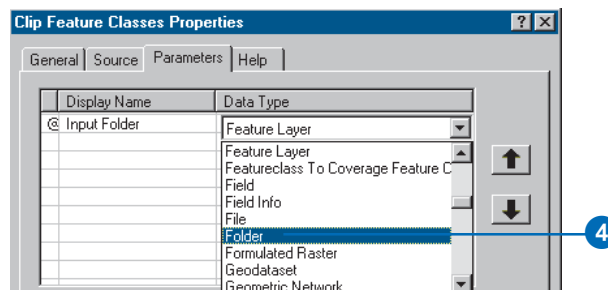 Clip Feature Classes Properties ? X
General Source Parameters Help
Display Name Data Type
@ Input Folder Feature Layer
Feature Layer
Featureclass To Coverage Feature C
Field
Field Info
File
Folder 4
Formulated Raster
Geodataset
Geometric Network